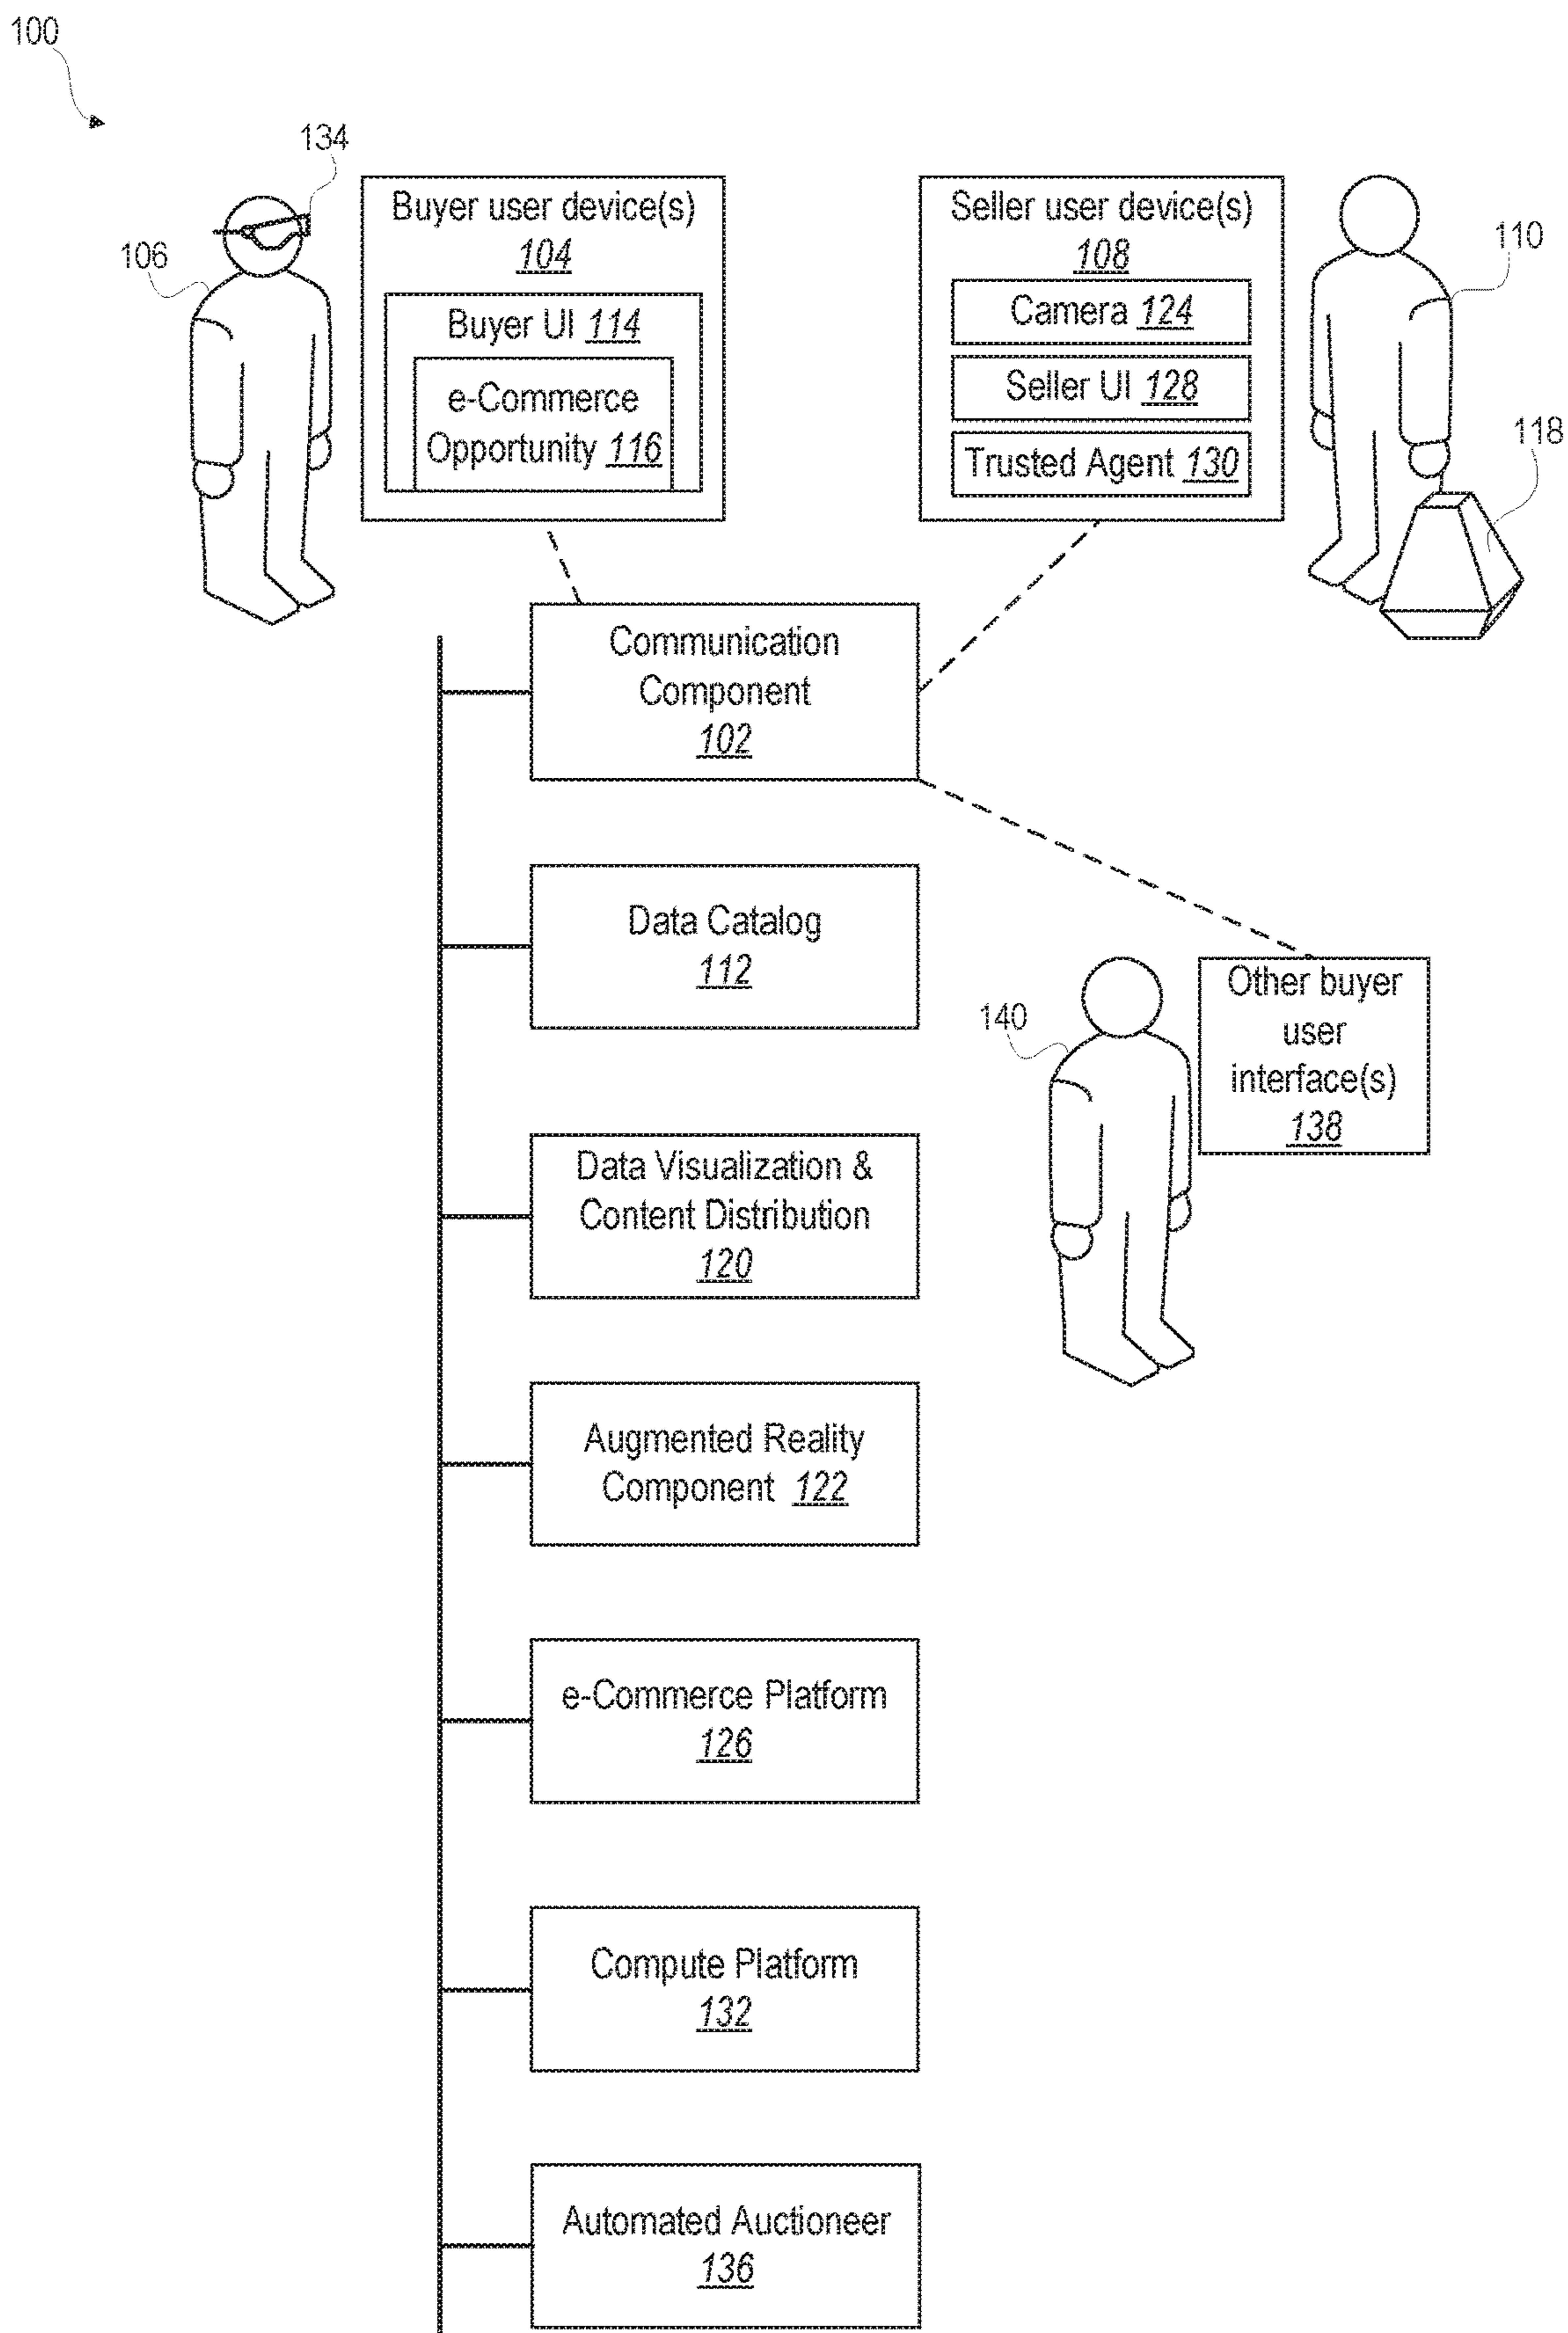 100
134
106
Buyer user device(s)
104
Buyer UI 114
e-Commerce
Opportunity 116
Seller user device(s)
108
Camera 124
Seller UI 128
Trusted Agent 130
110
118
Communication
Component
102
Data Catalog
112
140
Other buyer
user
interface(s)
138
Data Visualization &
Content Distribution
120
Augmented Reality
Component 122
e-Commerce Platform
126
Compute Platform
132
Automated Auctioneer
136